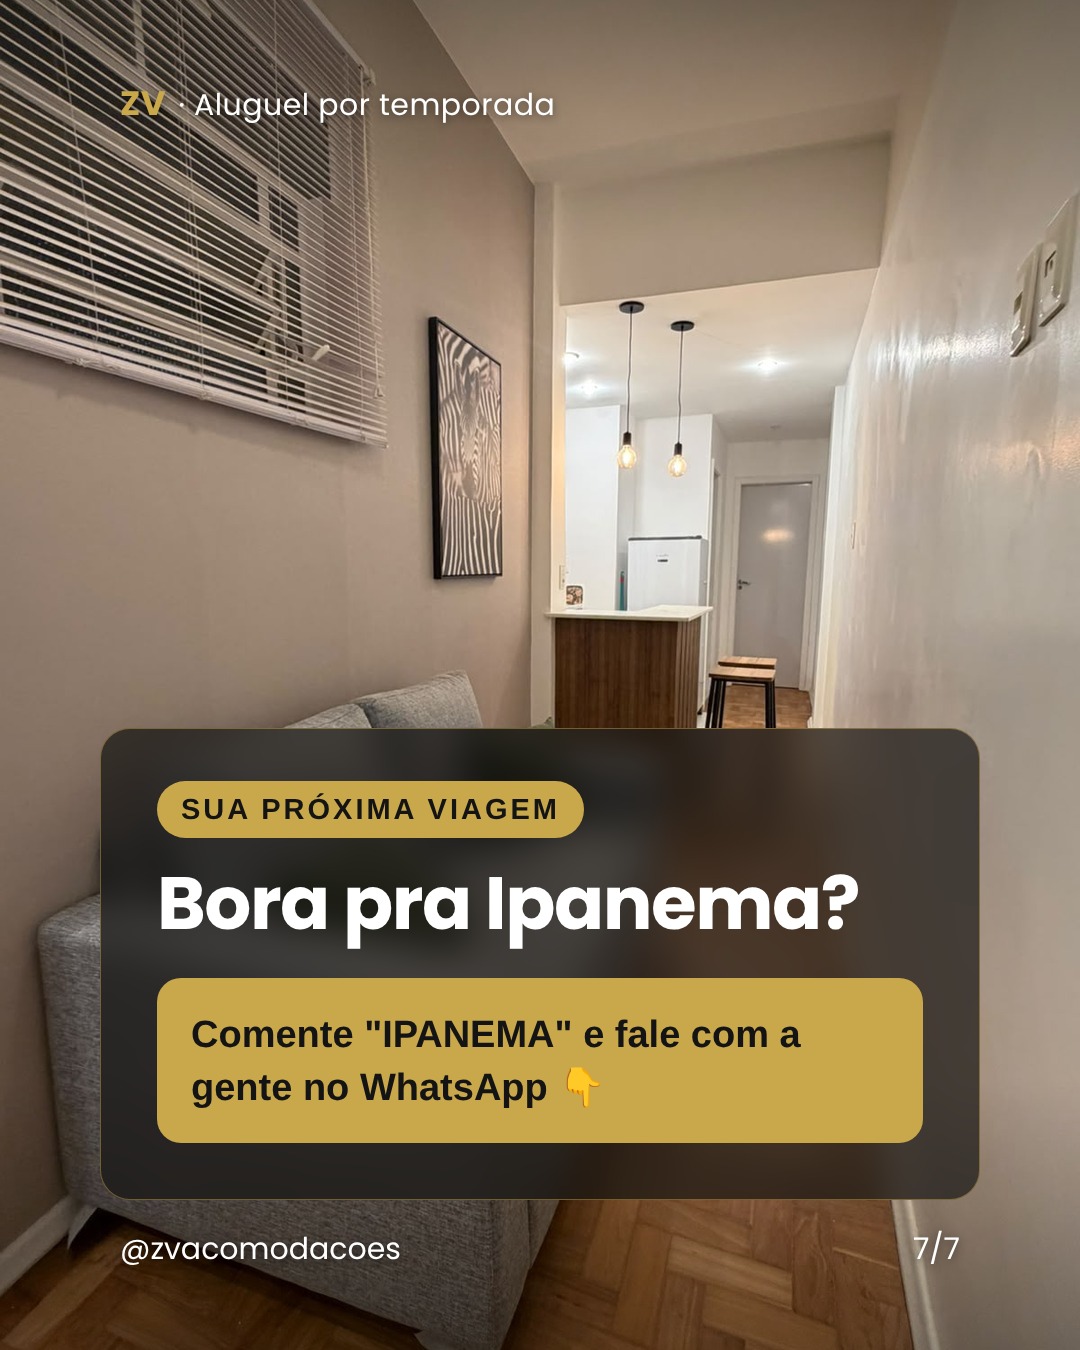 ZV · Aluguel por temporada
SUA PRÓXIMA VIAGEM
Bora pra Ipanema?
Comente "IPANEMA" e fale com a
gente no WhatsApp 👇
@zvacomodacoes
7/7